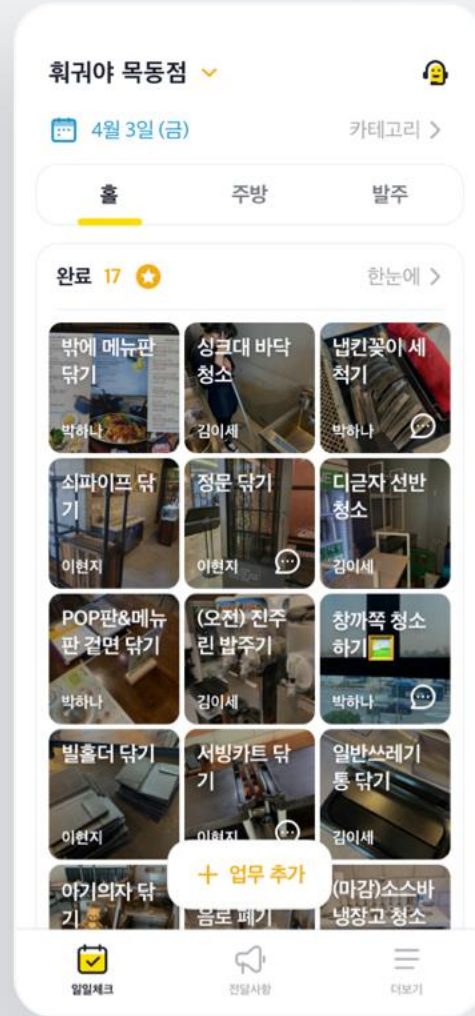 훠궈야 목동점
4월 3일 (금)
카테고리 >
홀
주방
발주
완료 17
한눈에 >
밖에 메뉴판
닦기
박하나
싱크대 바닥
청소
김이세
냅킨꽂이 세
척기
박하나
쇠파이프 닦
기
이현지
정문 닦기
이현지
디귿자 선반
청소
김이세
POP판&메뉴
판 겉면 닦기
박하나
(오전) 진주
린 밥주기
김이세
창까쪽 청소
하기
박하나
빌홀더 닦기
이현지
서빙카트 닦
기
이현지
일반쓰레기
통 닦기
김이세
아기의자 닦
기
음료 폐기
(마감)소스바
냉장고 청소
+ 업무 추가
일일체크
전달사항
더보기